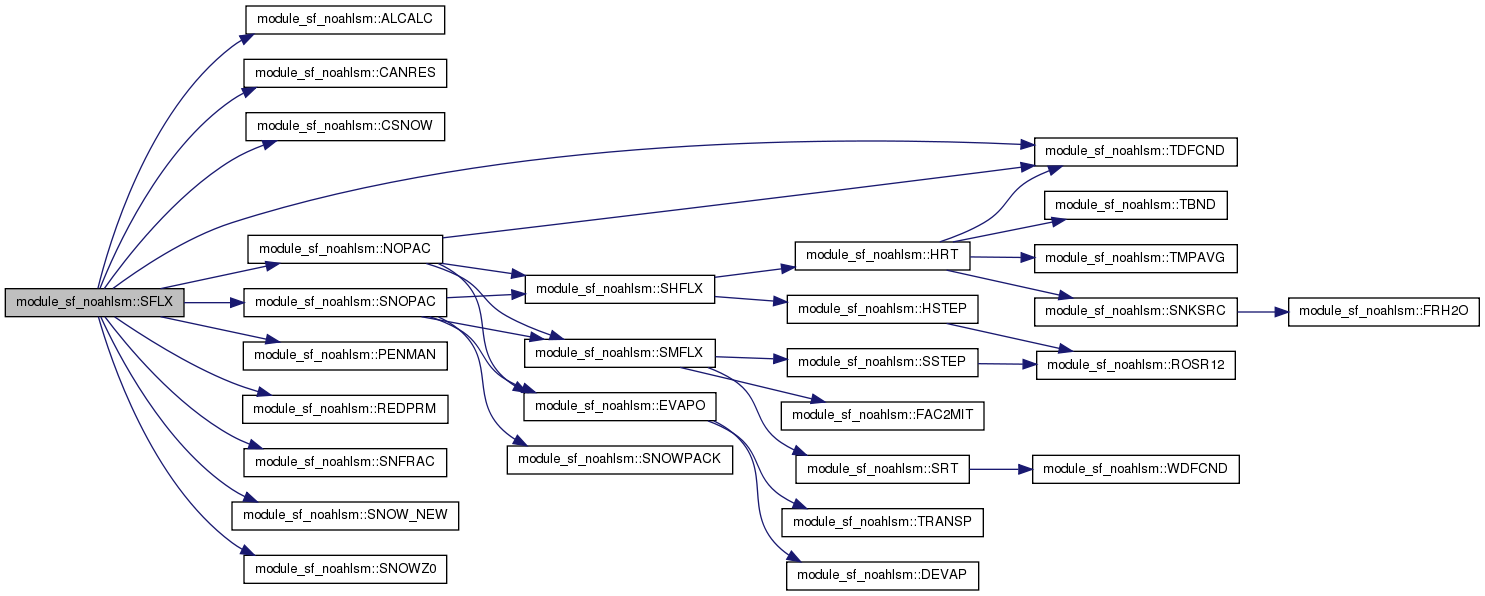 module_sf_noahlsm::SFLX
module_sf_noahlsm::ALCALC
module_sf_noahlsm::CANRES
module_sf_noahlsm::CSNOW
module_sf_noahlsm::NOPAC
module_sf_noahlsm::SNOPAC
module_sf_noahlsm::PENMAN
module_sf_noahlsm::REDPRM
module_sf_noahlsm::SNFRAC
module_sf_noahlsm::SNOW_NEW
module_sf_noahlsm::SNOWZ0
module_sf_noahlsm::SHFLX
module_sf_noahlsm::SMFLX
module_sf_noahlsm::EVAPO
module_sf_noahlsm::SNOWPACK
module_sf_noahlsm::HRT
module_sf_noahlsm::HSTEP
module_sf_noahlsm::SSTEP
module_sf_noahlsm::FAC2MIT
module_sf_noahlsm::SRT
module_sf_noahlsm::TRANSP
module_sf_noahlsm::DEVAP
module_sf_noahlsm::TDFCND
module_sf_noahlsm::TBND
module_sf_noahlsm::TMPAVG
module_sf_noahlsm::SNKSRC
module_sf_noahlsm::ROSR12
module_sf_noahlsm::WDFCND
module_sf_noahlsm::FRH2O